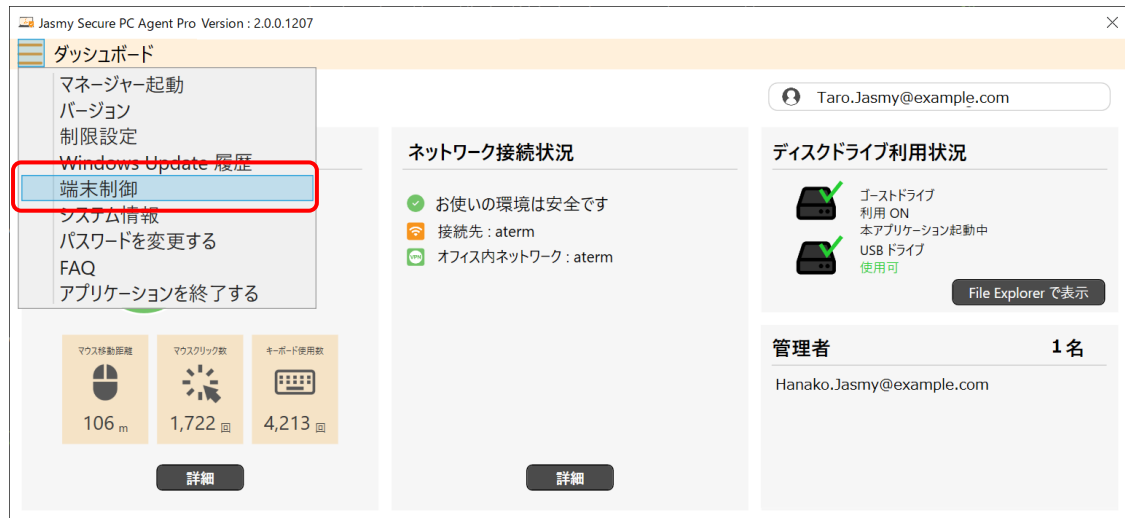 Jasmy Secure PC Agent Pro Version : 2.0.0.1207
ダッシュボード
マネージャー起動
バージョン
制限設定
Windows Update 履歴
端末制御
システム情報
パスワードを変更する
FAQ
アプリケーションを終了する
Taro.Jasmy@example.com
マウス移動距離
106 m
マウスクリック数
1,722 回
キーボード使用数
4,213 回
詳細
ネットワーク接続状況
お使いの環境は安全です
接続先 : aterm
VPN
オフィス内ネットワーク : aterm
詳細
ディスクドライブ利用状況
ゴーストドライブ
利用 ON
本アプリケーション起動中
USB ドライブ
使用可
File Explorer で表示
管理者 1 名
Hanako.Jasmy@example.com